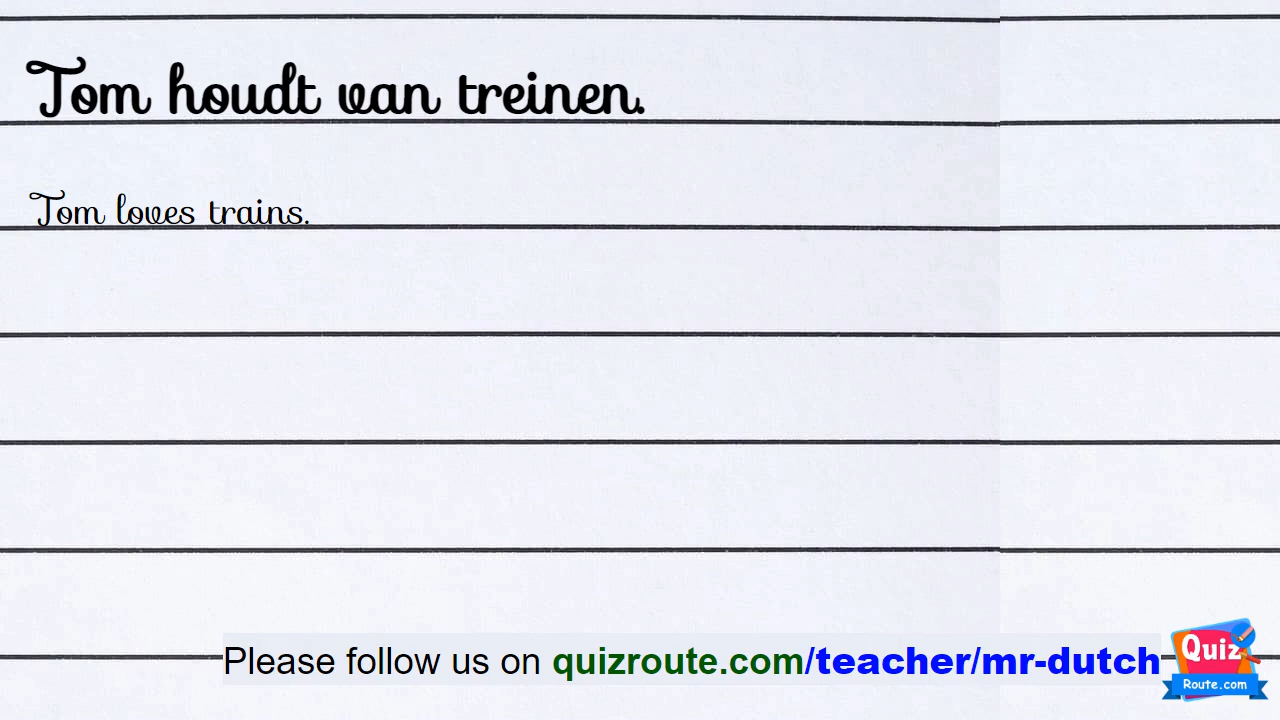 Tom houdt van treinen.
Tom loves trains.
Please follow us on quizroute.com/teacher/mr-dutch
Quiz
Route.com